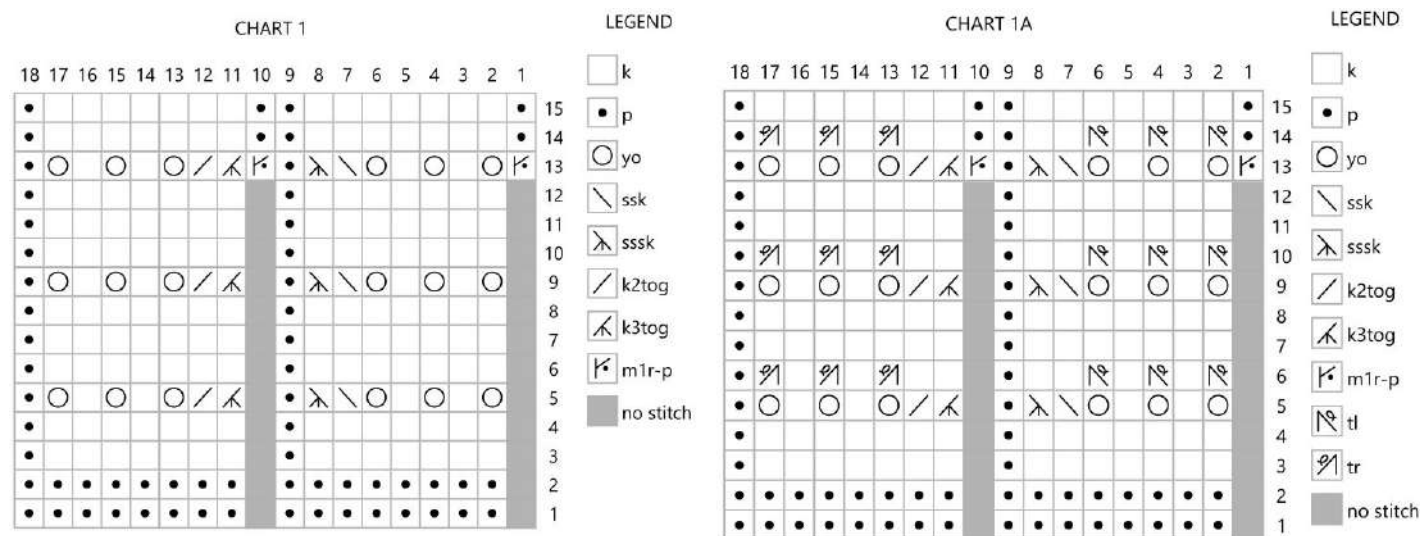 CHART 1
LEGEND
18 17 16 15 14 13 12 11 10 9 8 7 6 5 4 3 2 1
15
14
13
12
11
10
9
8
7
6
5
4
3
2
1
k
p
yo
ssk
sssk
k2tog
k3tog
m1r-p
no stitch
CHART 1A
LEGEND
18 17 16 15 14 13 12 11 10 9 8 7 6 5 4 3 2 1
15
14
13
12
11
10
9
8
7
6
5
4
3
2
1
k
p
yo
ssk
sssk
k2tog
k3tog
m1r-p
tl
tr
no stitch